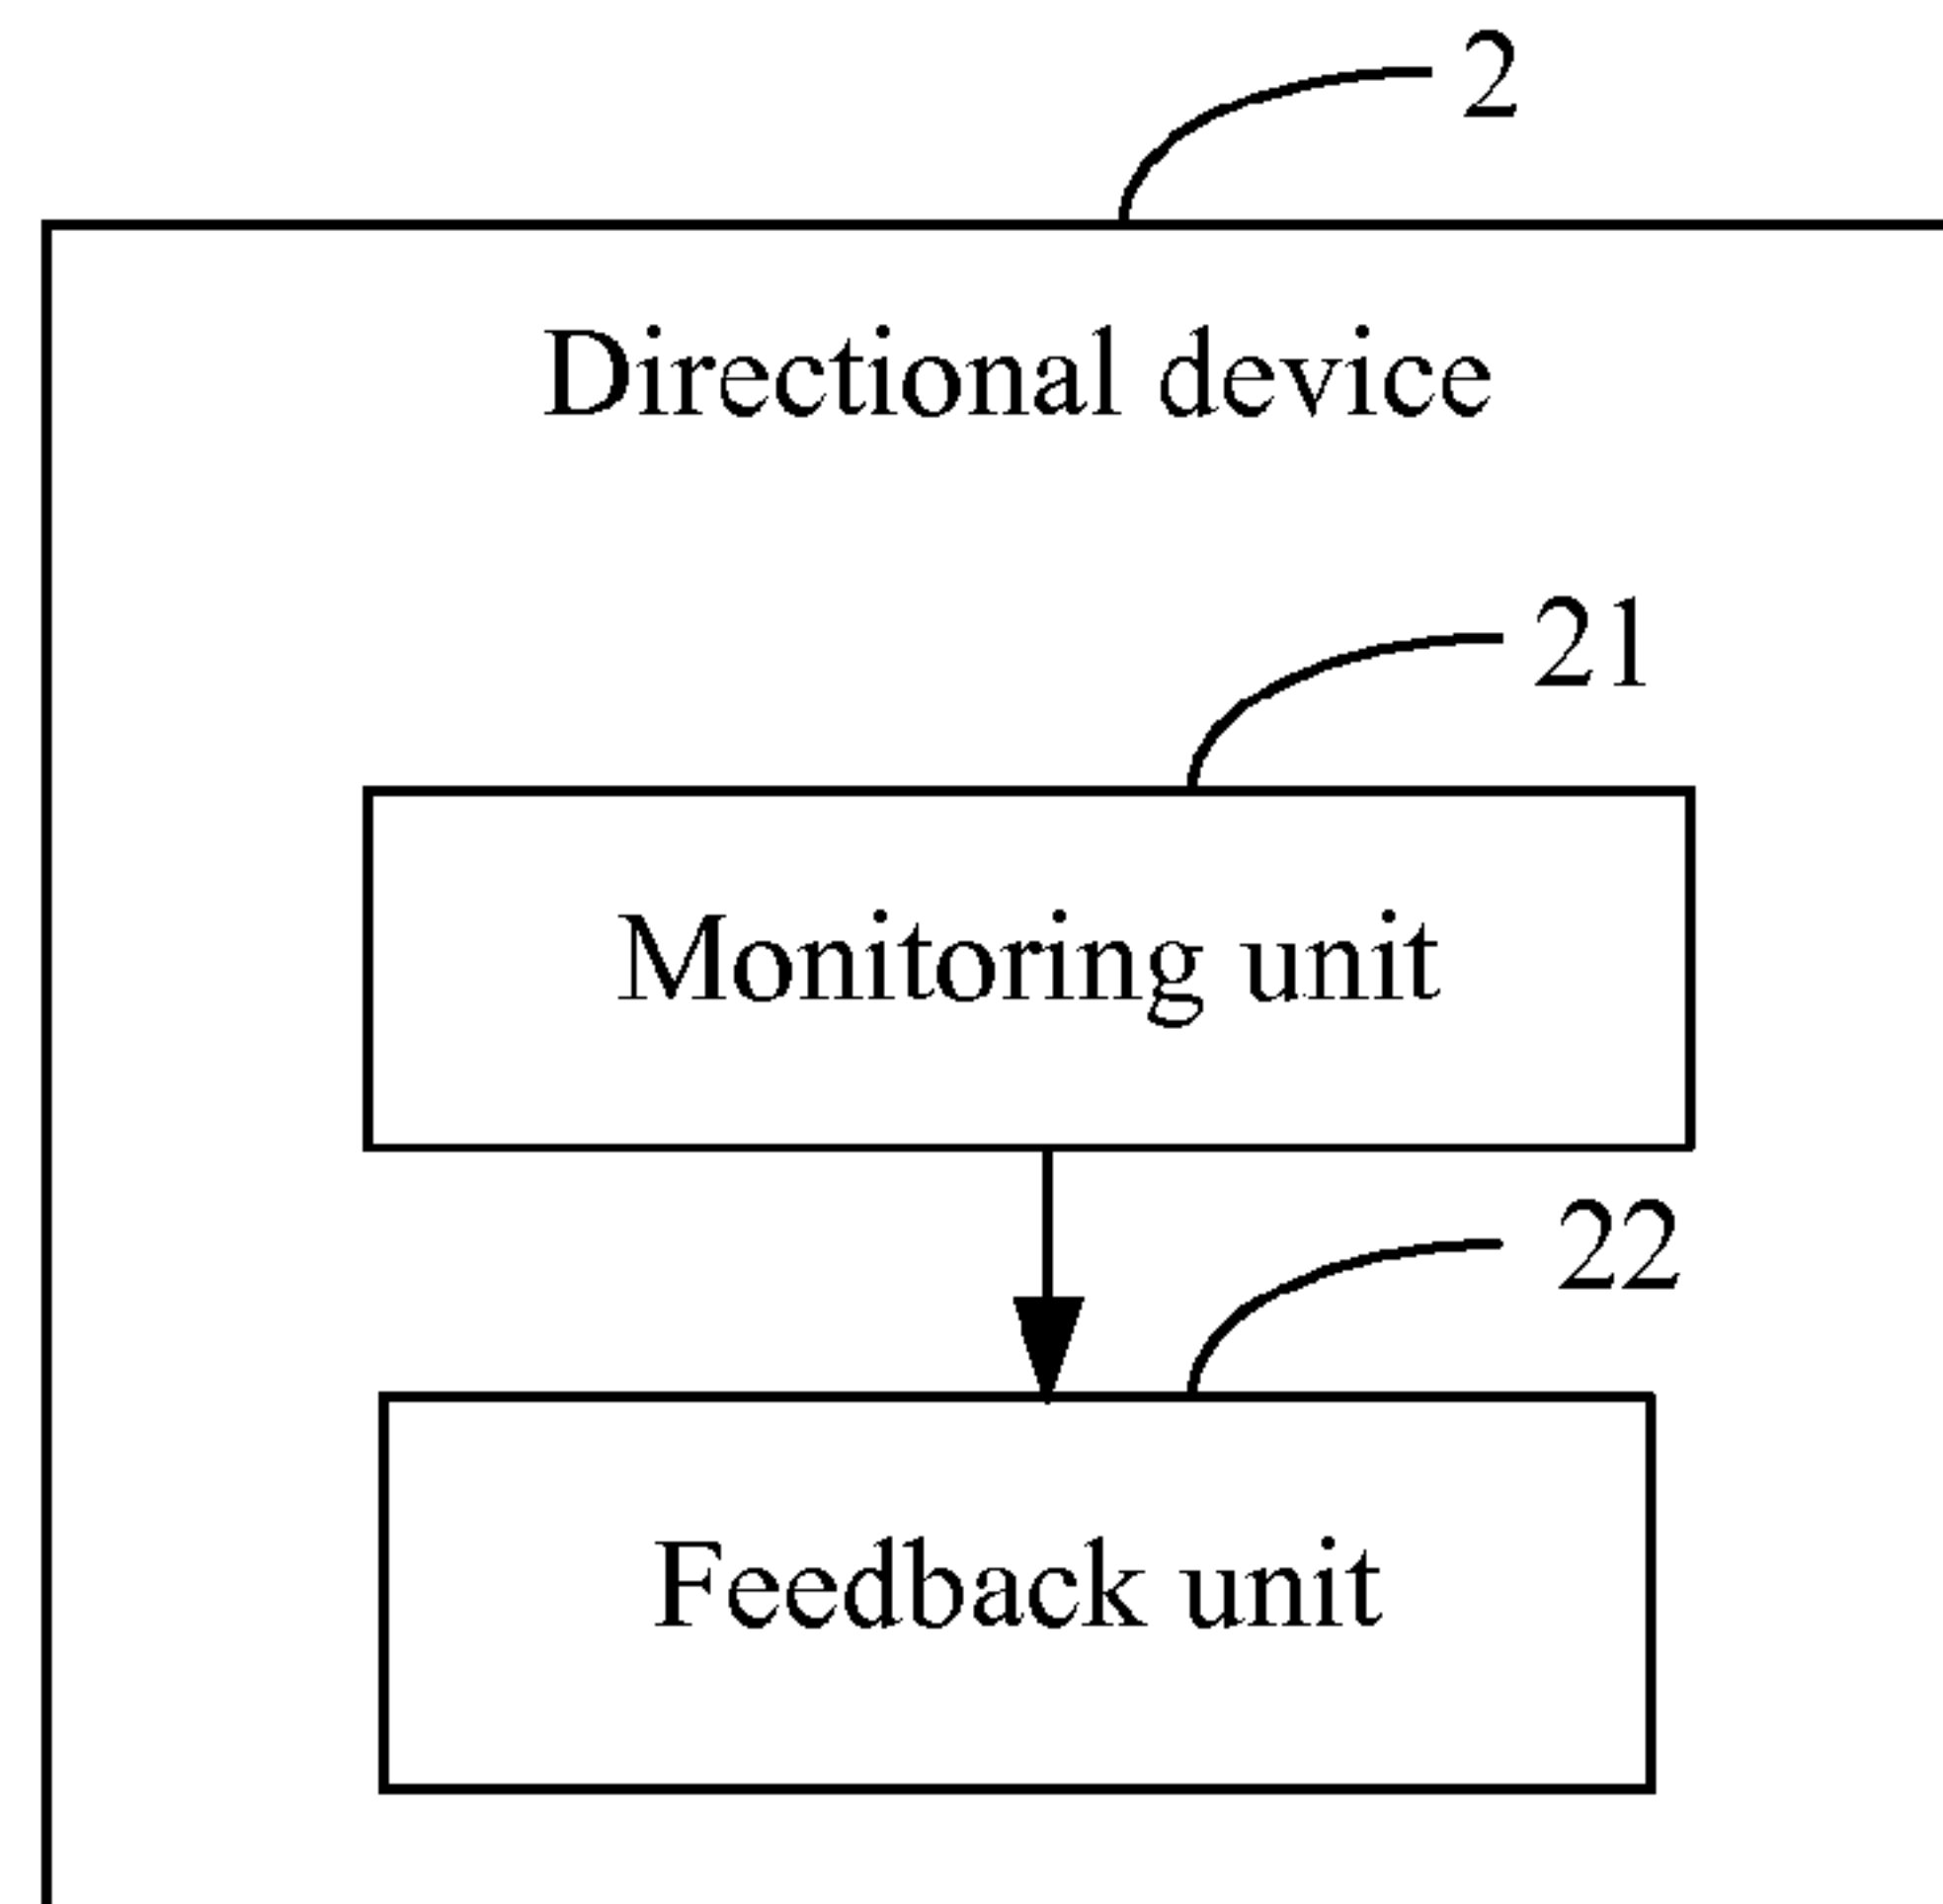 2
Directional device
21
Monitoring unit
22
Feedback unit